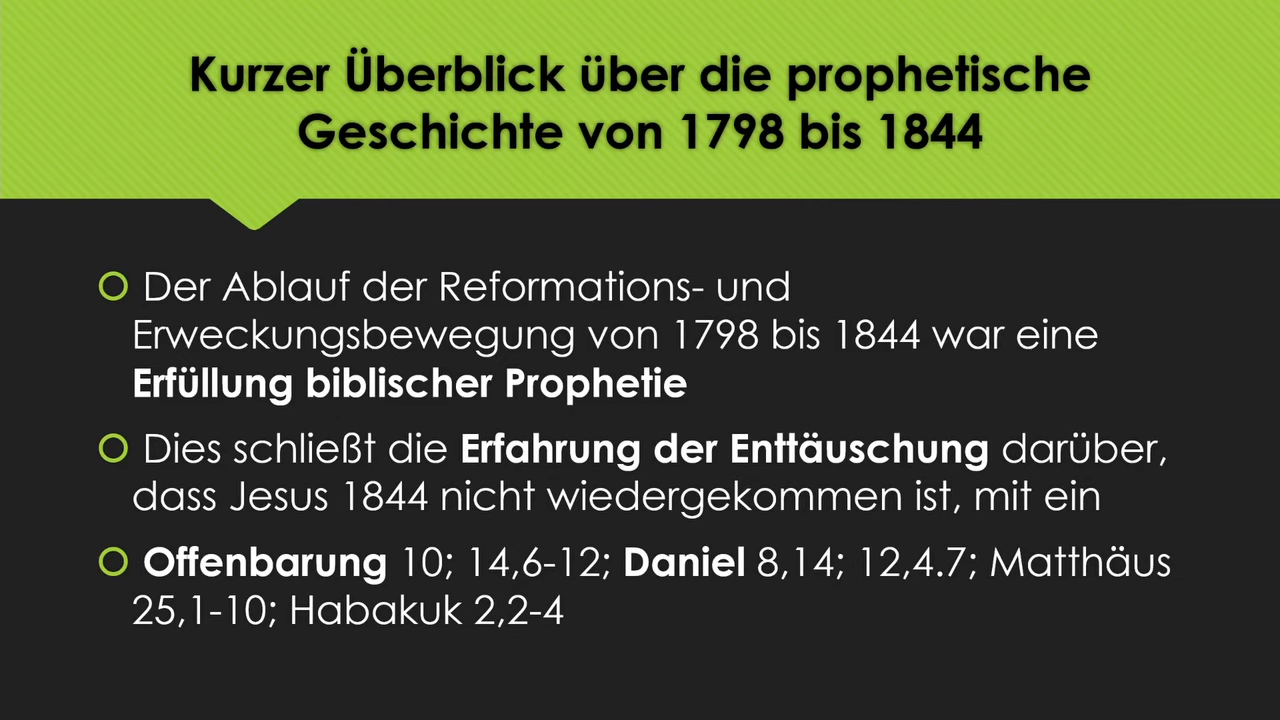 Kurzer Überblick über die prophetische
Geschichte von 1798 bis 1844
Der Ablauf der Reformations- und
Erweckungsbewegung von 1798 bis 1844 war eine
Erfüllung biblischer Prophetie
Dies schließt die Erfahrung der Enttäuschung darüber,
dass Jesus 1844 nicht wiedergekommen ist, mit ein
Offenbarung 10; 14,6-12; Daniel 8,14; 12,4.7; Matthäus
25,1-10; Habakuk 2,2-4